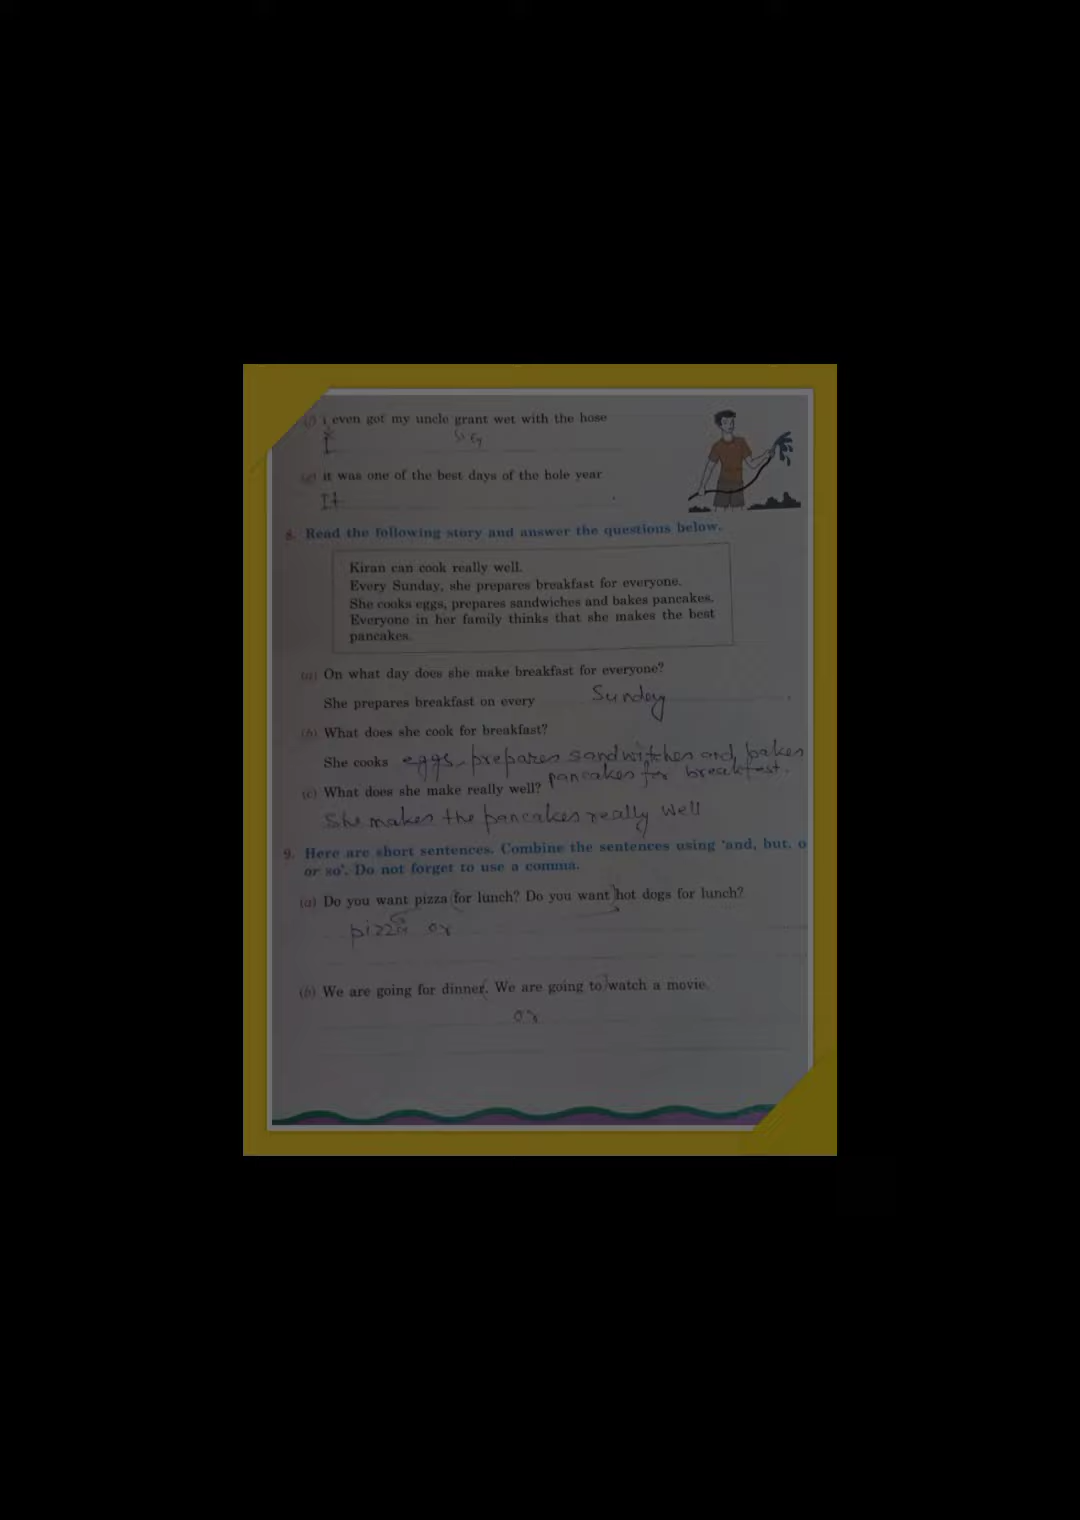 (f) i even got my uncle grant wet with the hose
I
(g) it was one of the best days of the hole year
It
8. Read the following story and answer the questions below.
Kiran can cook really well.
Every Sunday, she prepares breakfast for everyone.
She cooks eggs, prepares sandwiches and bakes pancakes.
Everyone in her family thinks that she makes the best
pancakes.
(a) On what day does she make breakfast for everyone?
She prepares breakfast on every Sunday
(b) What does she cook for breakfast?
She cooks eggs, prepares sandwitches and bakes
pancakes for breakfast.
(c) What does she make really well?
She makes the pancakes really well
9. Here are short sentences. Combine the sentences using 'and, but, o
or so'. Do not forget to use a comma.
(a) Do you want pizza for lunch? Do you want hot dogs for lunch?
pizza or
(b) We are going for dinner. We are going to watch a movie.
or